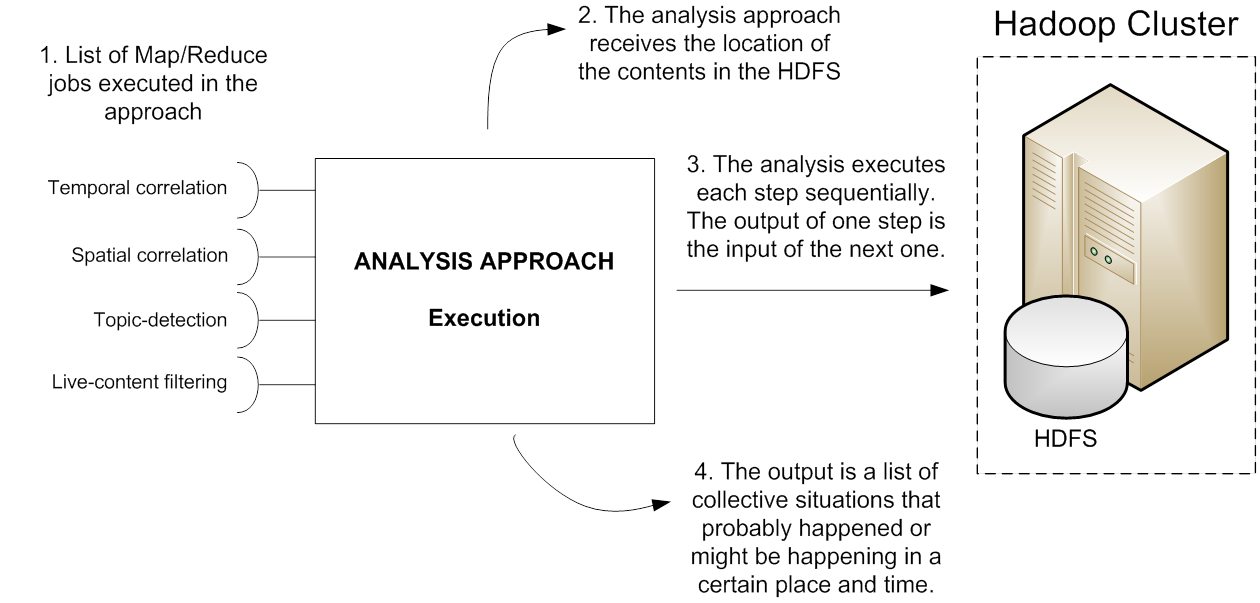 1. List of Map/Reduce
jobs executed in the
approach
Temporal correlation
Spatial correlation
Topic-detection
Live-content filtering
ANALYSIS APPROACH
Execution
2. The analysis approach
receives the location of
the contents in the HDFS
3. The analysis executes
each step sequentially.
The output of one step is
the input of the next one.
4. The output is a list of
collective situations that
probably happened or
might be happening in a
certain place and time.
Hadoop Cluster
HDFS